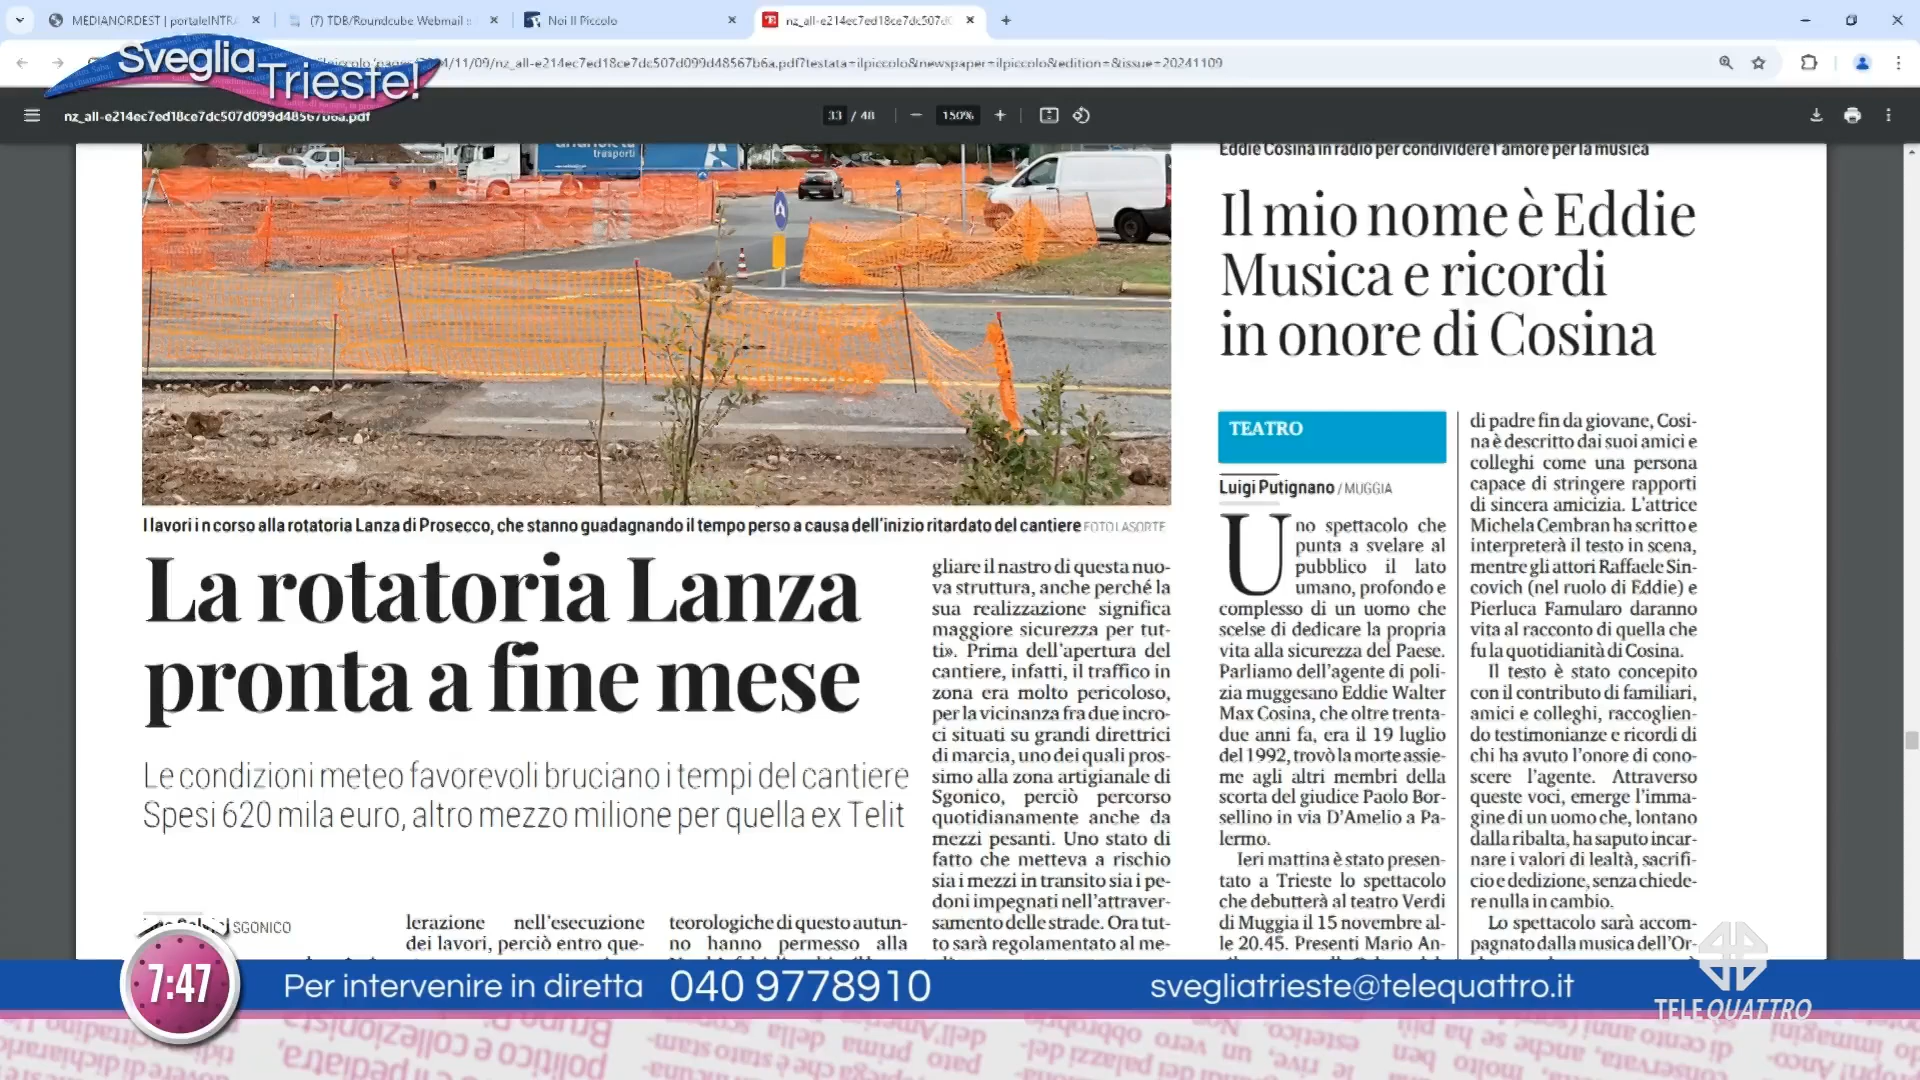 MEDIANORDEST | portaleINTRA
(7) TDB/Roundcube Webmail
Noi Il Piccolo
nz_all-e214ec7ed18ce7dc507d
Sveglia
Trieste!
/11/09/nz_all-e214ec7ed18ce7dc507d099d48567b6a.pdf?testata=ilpiccolo&newspaper=ilpiccolo&edition=&issue=20241109
nz_all-e214ec7ed18ce7dc507d099d48567b6a.pdf
33 / 48
150%
trasporti
I lavori i n corso alla rotatoria Lanza di Prosecco, che stanno guadagnando il tempo perso a causa dell'inizio ritardato del cantiere FOTO LASORTE
La rotatoria Lanza
pronta a fine mese
Le condizioni meteo favorevoli bruciano i tempi del cantiere
Spesi 620 mila euro, altro mezzo milione per quella ex Telit
SGONICO
lerazione nell'esecuzione
dei lavori, perciò entro que-
teorologiche di questo autun-
no hanno permesso alla
gliare il nastro di questa nuo-
va struttura, anche perché la
sua realizzazione significa
maggiore sicurezza per tut-
ti». Prima dell'apertura del
cantiere, infatti, il traffico in
zona era molto pericoloso,
per la vicinanza fra due incro-
ci situati su grandi direttrici
di marcia, uno dei quali pros-
simo alla zona artigianale di
Sgonico, perciò percorso
quotidianamente anche da
mezzi pesanti. Uno stato di
fatto che metteva a rischio
sia i mezzi in transito sia i pe-
doni impegnati nell'attraver-
samento delle strade. Ora tut-
to sarà regolamentato al me-
Eddie Cosina in radio per condividere l'amore per la musica
Il mio nome è Eddie
Musica e ricordi
in onore di Cosina
TEATRO
Luigi Putignano / MUGGIA
Uno spettacolo che
punta a svelare al
pubblico il lato
umano, profondo e
complesso di un uomo che
scelse di dedicare la propria
vita alla sicurezza del Paese.
Parliamo dell'agente di poli-
zia muggesano Eddie Walter
Max Cosina, che oltre trenta-
due anni fa, era il 19 luglio
del 1992, trovò la morte assie-
me agli altri membri della
scorta del giudice Paolo Bor-
sellino in via D'Amelio a Pa-
lermo.
Ieri mattina è stato presen-
tato a Trieste lo spettacolo
che debutterà al teatro Verdi
di Muggia il 15 novembre al-
le 20.45. Presenti Mario An-
di padre fin da giovane, Cosi-
na è descritto dai suoi amici e
colleghi come una persona
capace di stringere rapporti
di sincera amicizia. L'attrice
Michela Cembran ha scritto e
interpreterà il testo in scena,
mentre gli attori Raffaele Sin-
covich (nel ruolo di Eddie) e
Pierluca Famularo daranno
vita al racconto di quella che
fu la quotidianità di Cosina.
Il testo è stato concepito
con il contributo di familiari,
amici e colleghi, raccoglien-
do testimonianze e ricordi di
chi ha avuto l'onore di cono-
scere l'agente. Attraverso
queste voci, emerge l'imma-
gine di un uomo che, lontano
dalla ribalta, ha saputo incar-
nare i valori di lealtà, sacrifi-
cio e dedizione, senza chiede-
re nulla in cambio.
Lo spettacolo sarà accom-
pagnato dalla musica dell'Or-
7:47
Per intervenire in diretta 040 9778910
svegliatrieste@telequattro.it
TELEQUATTRO